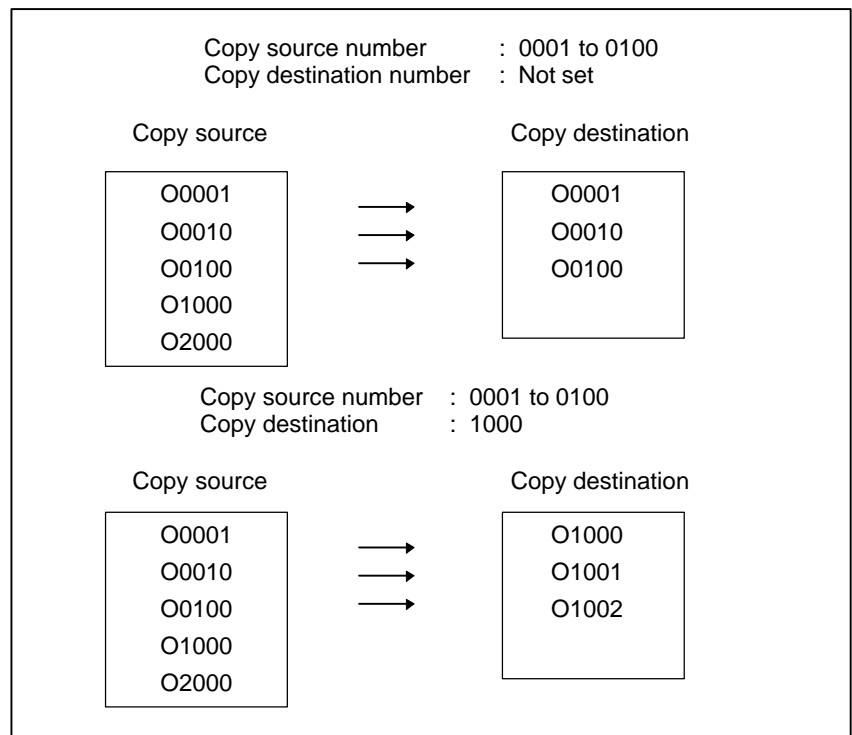 Copy source number : 0001 to 0100
Copy destination number : Not set
Copy source Copy destination
O0001 O0001
O0010 O0010
O0100 O0100
O1000
O2000
Copy source number : 0001 to 0100
Copy destination : 1000
Copy source Copy destination
O0001 O1000
O0010 O1001
O0100 O1002
O1000
O2000